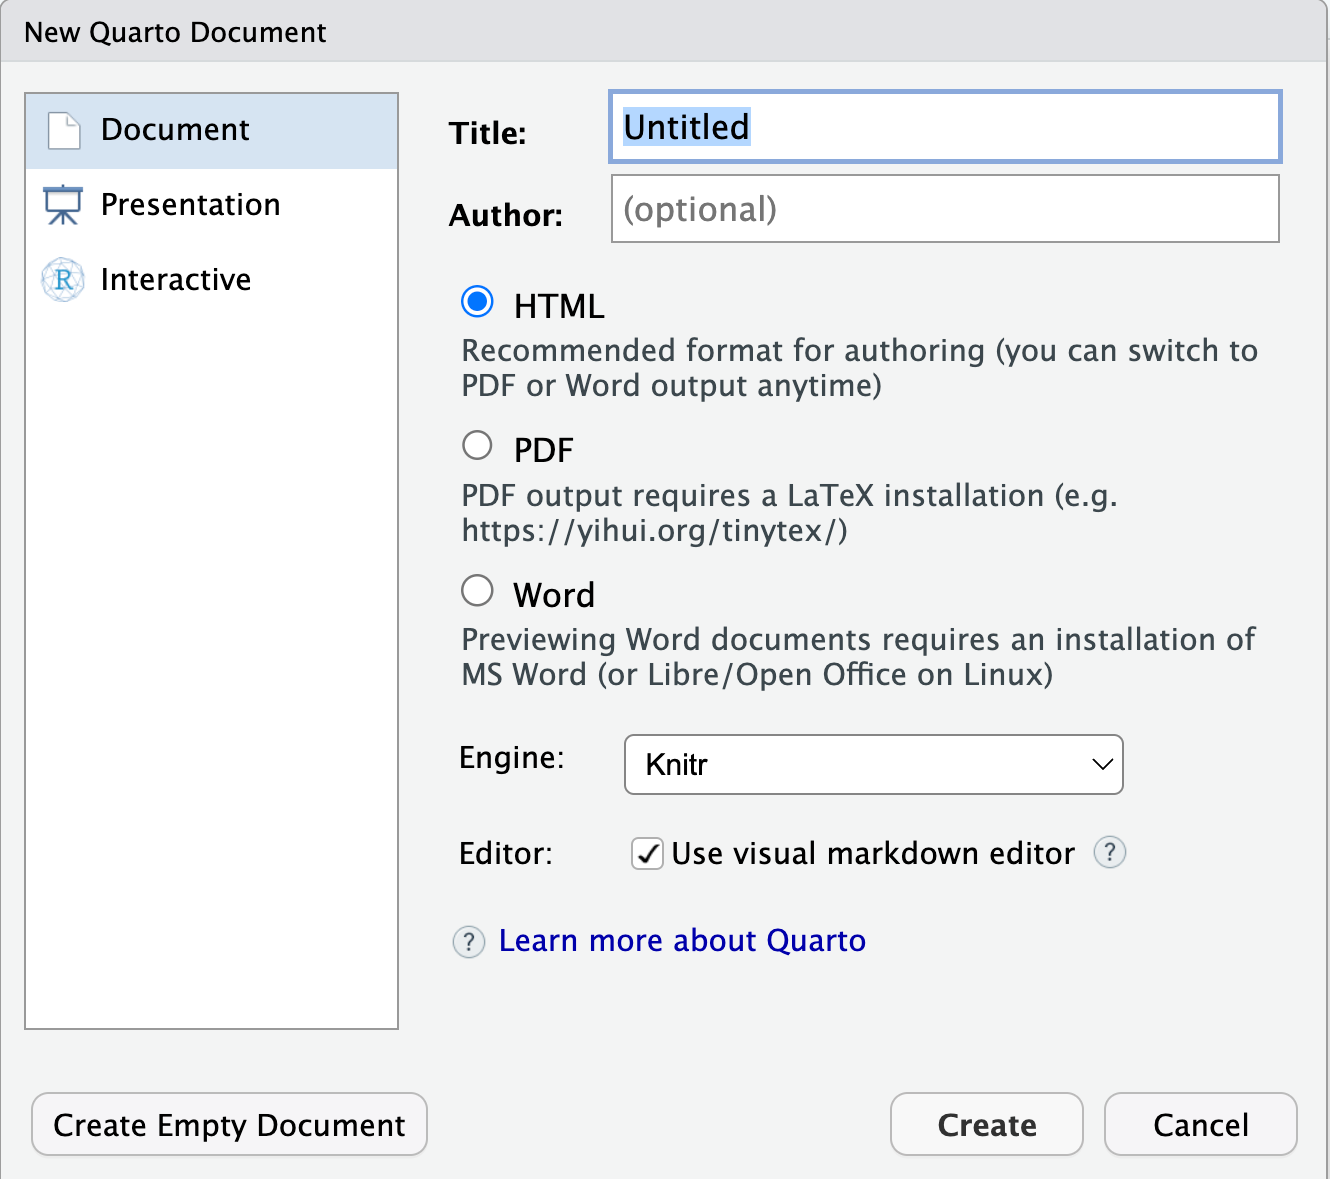 New Quarto Document
Document
Presentation
R
Interactive
Title:
Untitled
Author:
(optional)
HTML
Recommended format for authoring (you can switch to
PDF or Word output anytime)
PDF
PDF output requires a LaTeX installation (e.g.
https://yihui.org/tinytex/)
Word
Previewing Word documents requires an installation of
MS Word (or Libre/Open Office on Linux)
Engine:
Knitr
Editor:
Use visual markdown editor ?
? Learn more about Quarto
Create Empty Document
Create
Cancel